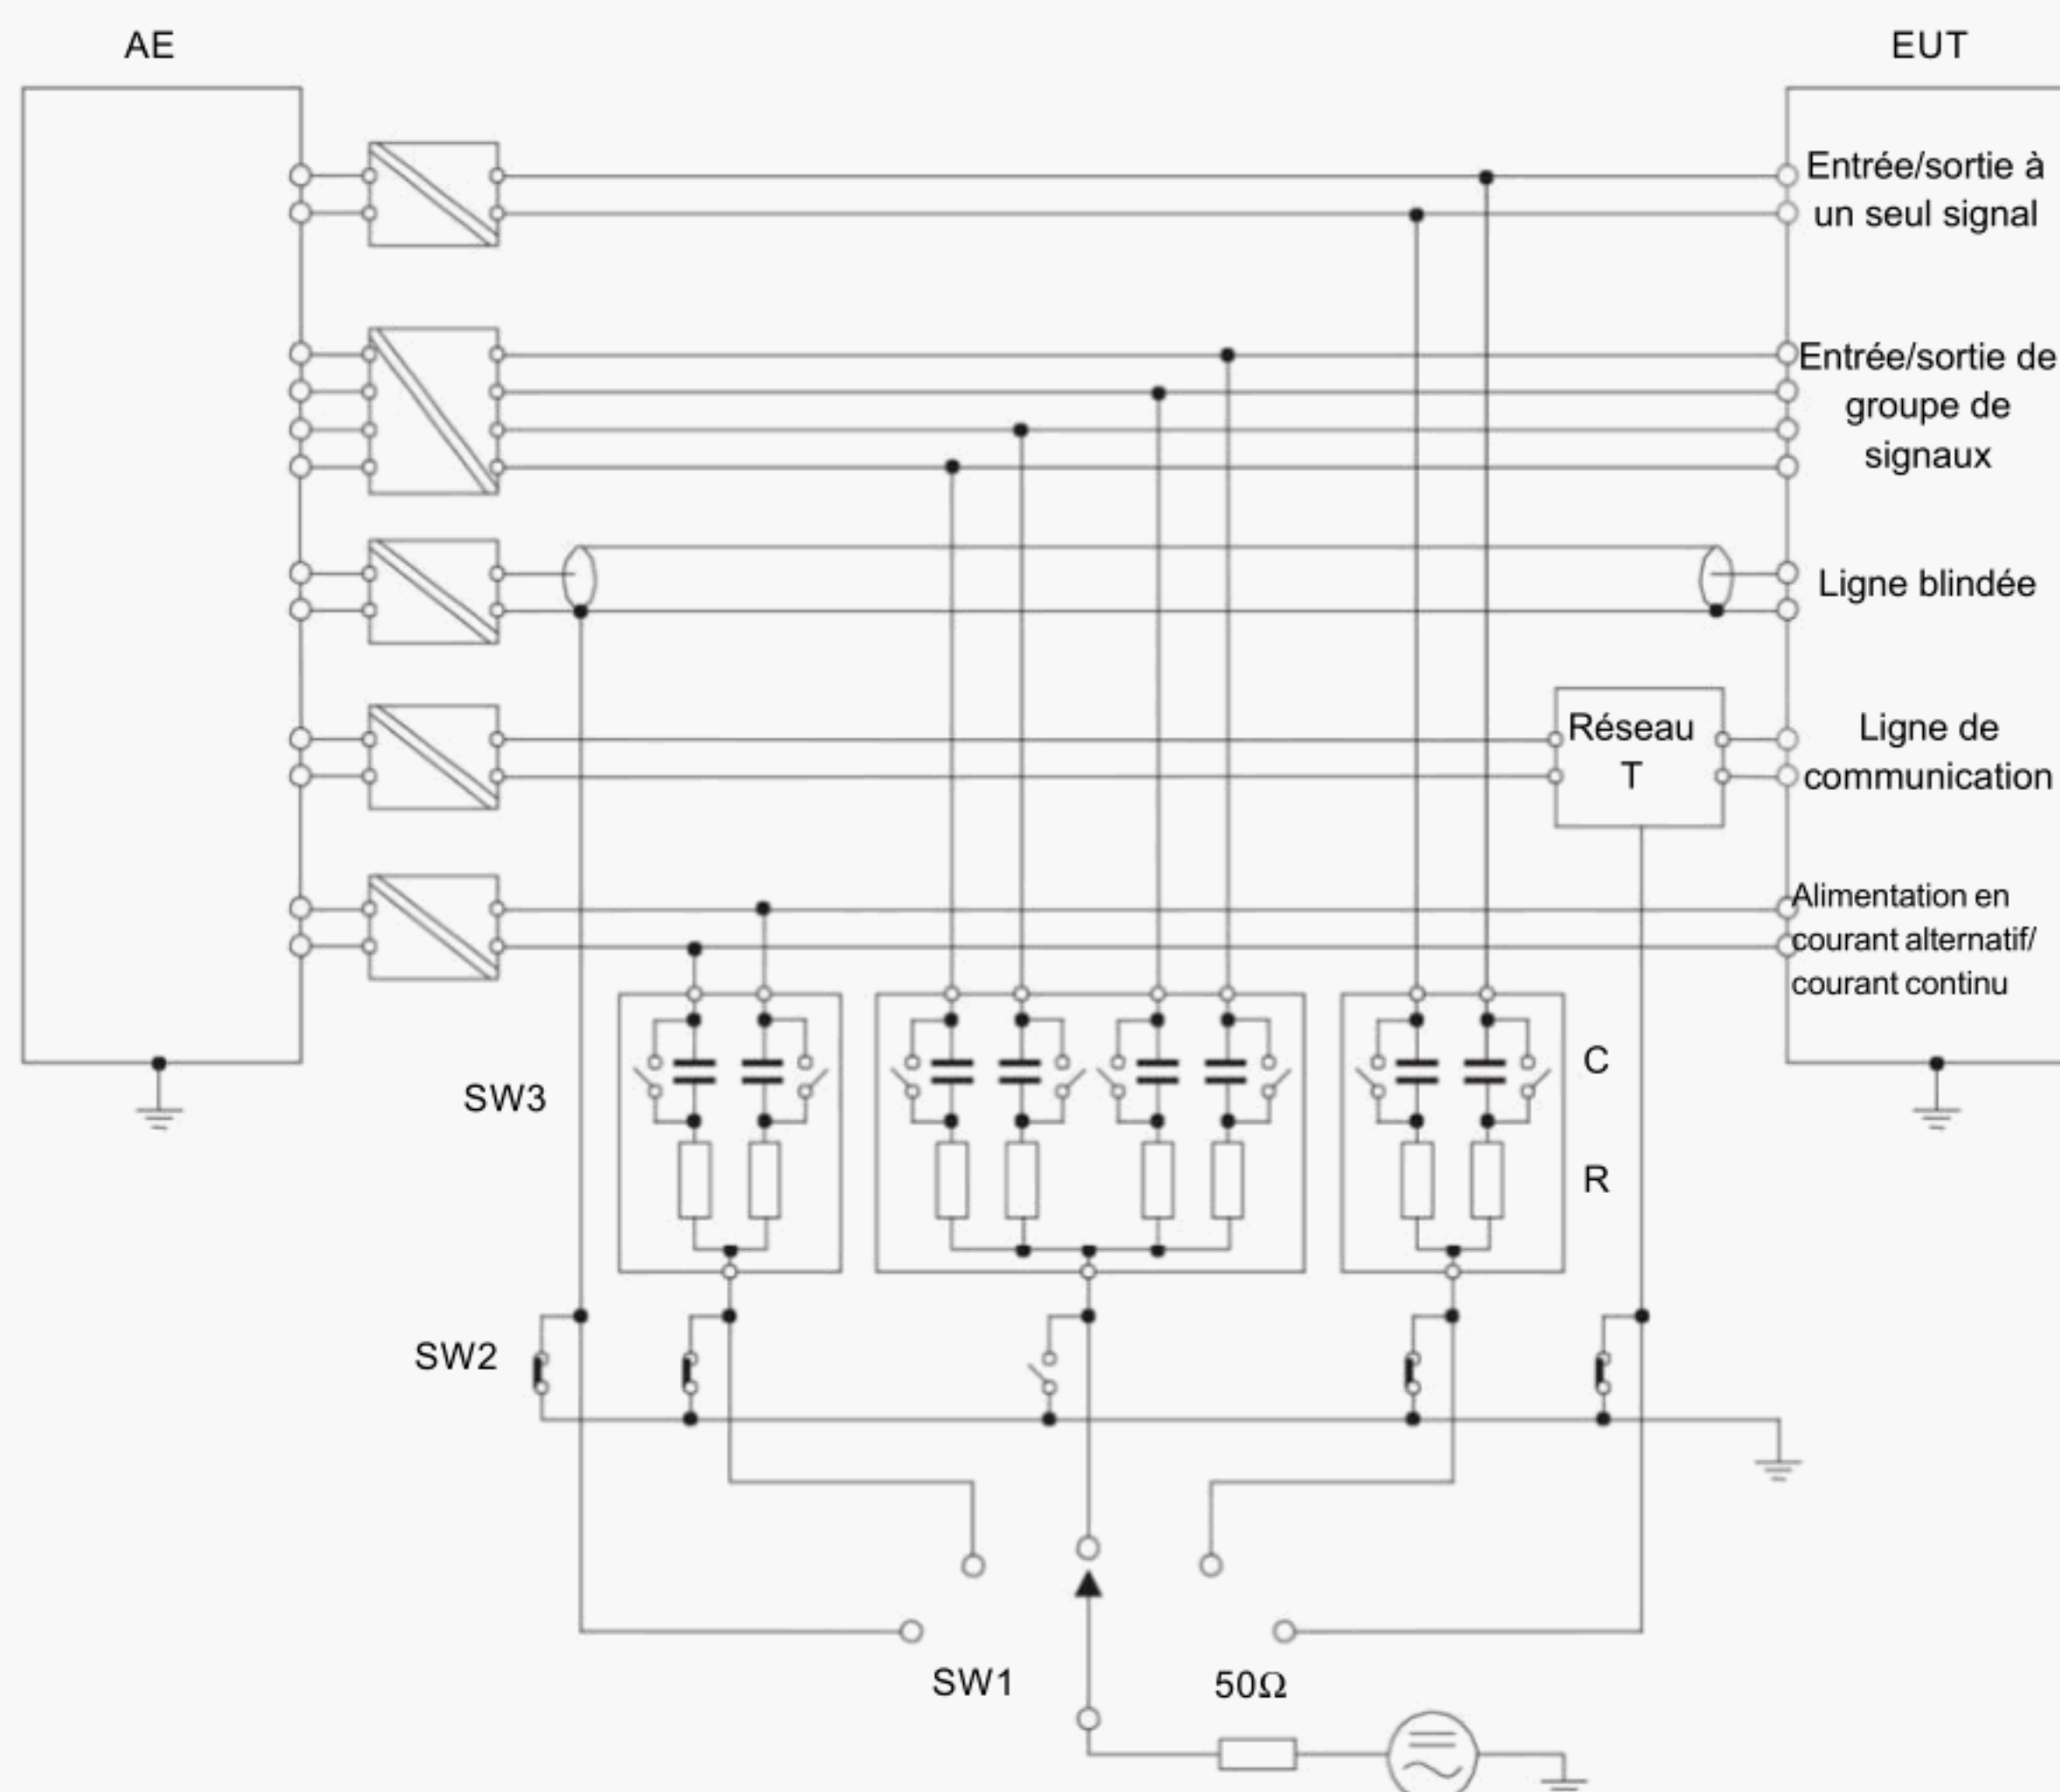 AE
EUT
Entrée/sortie à
un seul signal
Entrée/sortie de
groupe de
signaux
Ligne blindée
Réseau
T
Ligne de
communication
Alimentation en
courant alternatif/
courant continu
C
SW3
R
SW2
SW1
50Ω